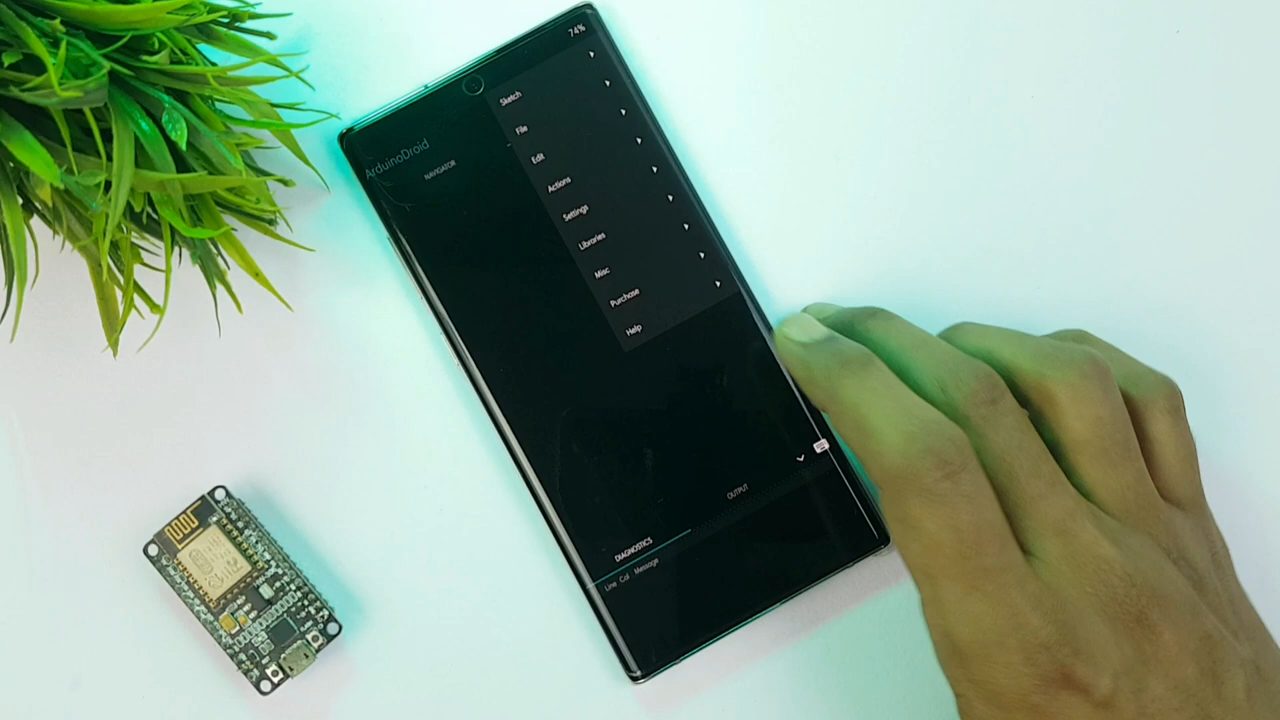 74%
ArduinoDroid
NAVIGATOR
Sketch
File
Edit
Actions
Settings
Libraries
Misc
Purchase
Help
OUTPUT
DIAGNOSTICS
Line Col Message